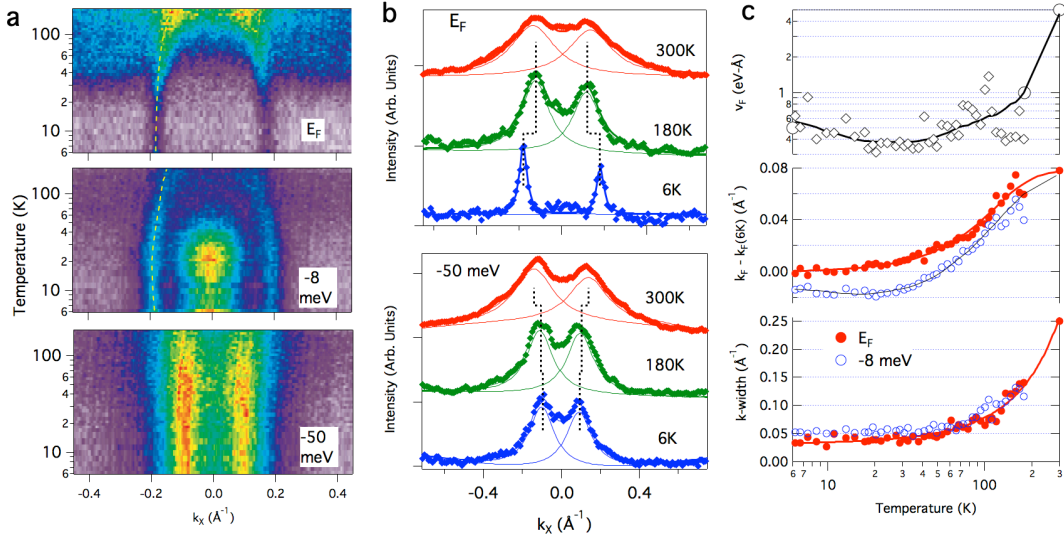 a
100
6
4
2
10
6
E_F
100
6
4
2
10
6
-8
meV
100
6
4
2
10
6
-50
meV
Temperature (K)
-0.4
-0.2
0.0
0.2
0.4
k_X (Å⁻¹)
b
E_F
300K
180K
6K
Intensity (Arb. Units)
-50 meV
300K
180K
6K
Intensity (Arb. Units)
-0.4
0.0
0.4
k_X (Å⁻¹)
c
4
2
1
8
6
4
v_F (eV-Å)
0.08
0.04
0.00
k_F - k_F(6K) (Å⁻¹)
0.25
0.20
0.15
0.10
0.05
0.00
k-width (Å⁻¹)
E_F
-8 meV
5 6 7 10 2 3 4 5 6 7 100 2 3
Temperature (K)